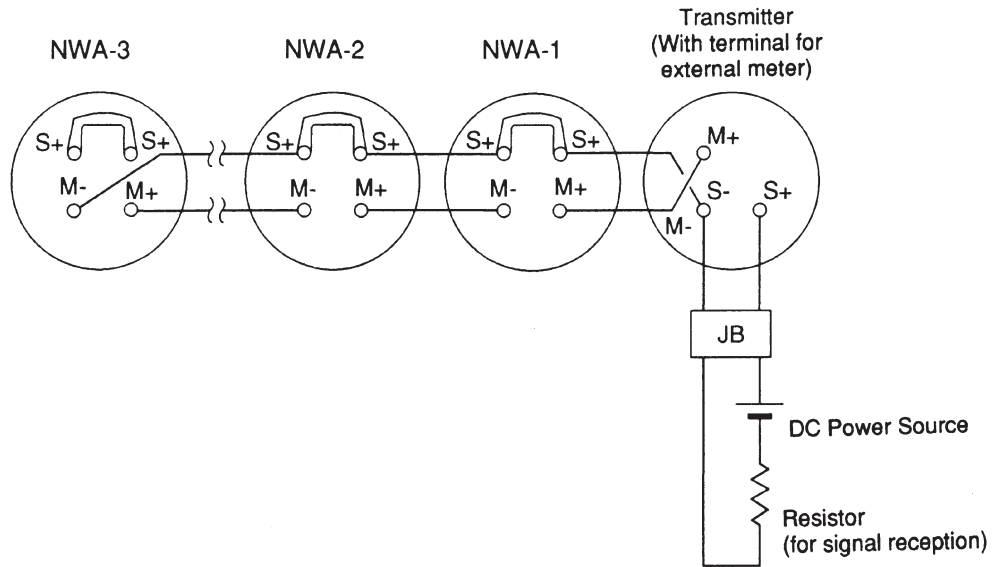 NWA-3
NWA-2
NWA-1
Transmitter
(With terminal for
external meter)
S+
S+
M-
M+
S+
S+
M-
M+
S+
S+
M-
M+
M+
S-
S+
M-
JB
DC Power Source
Resistor
(for signal reception)